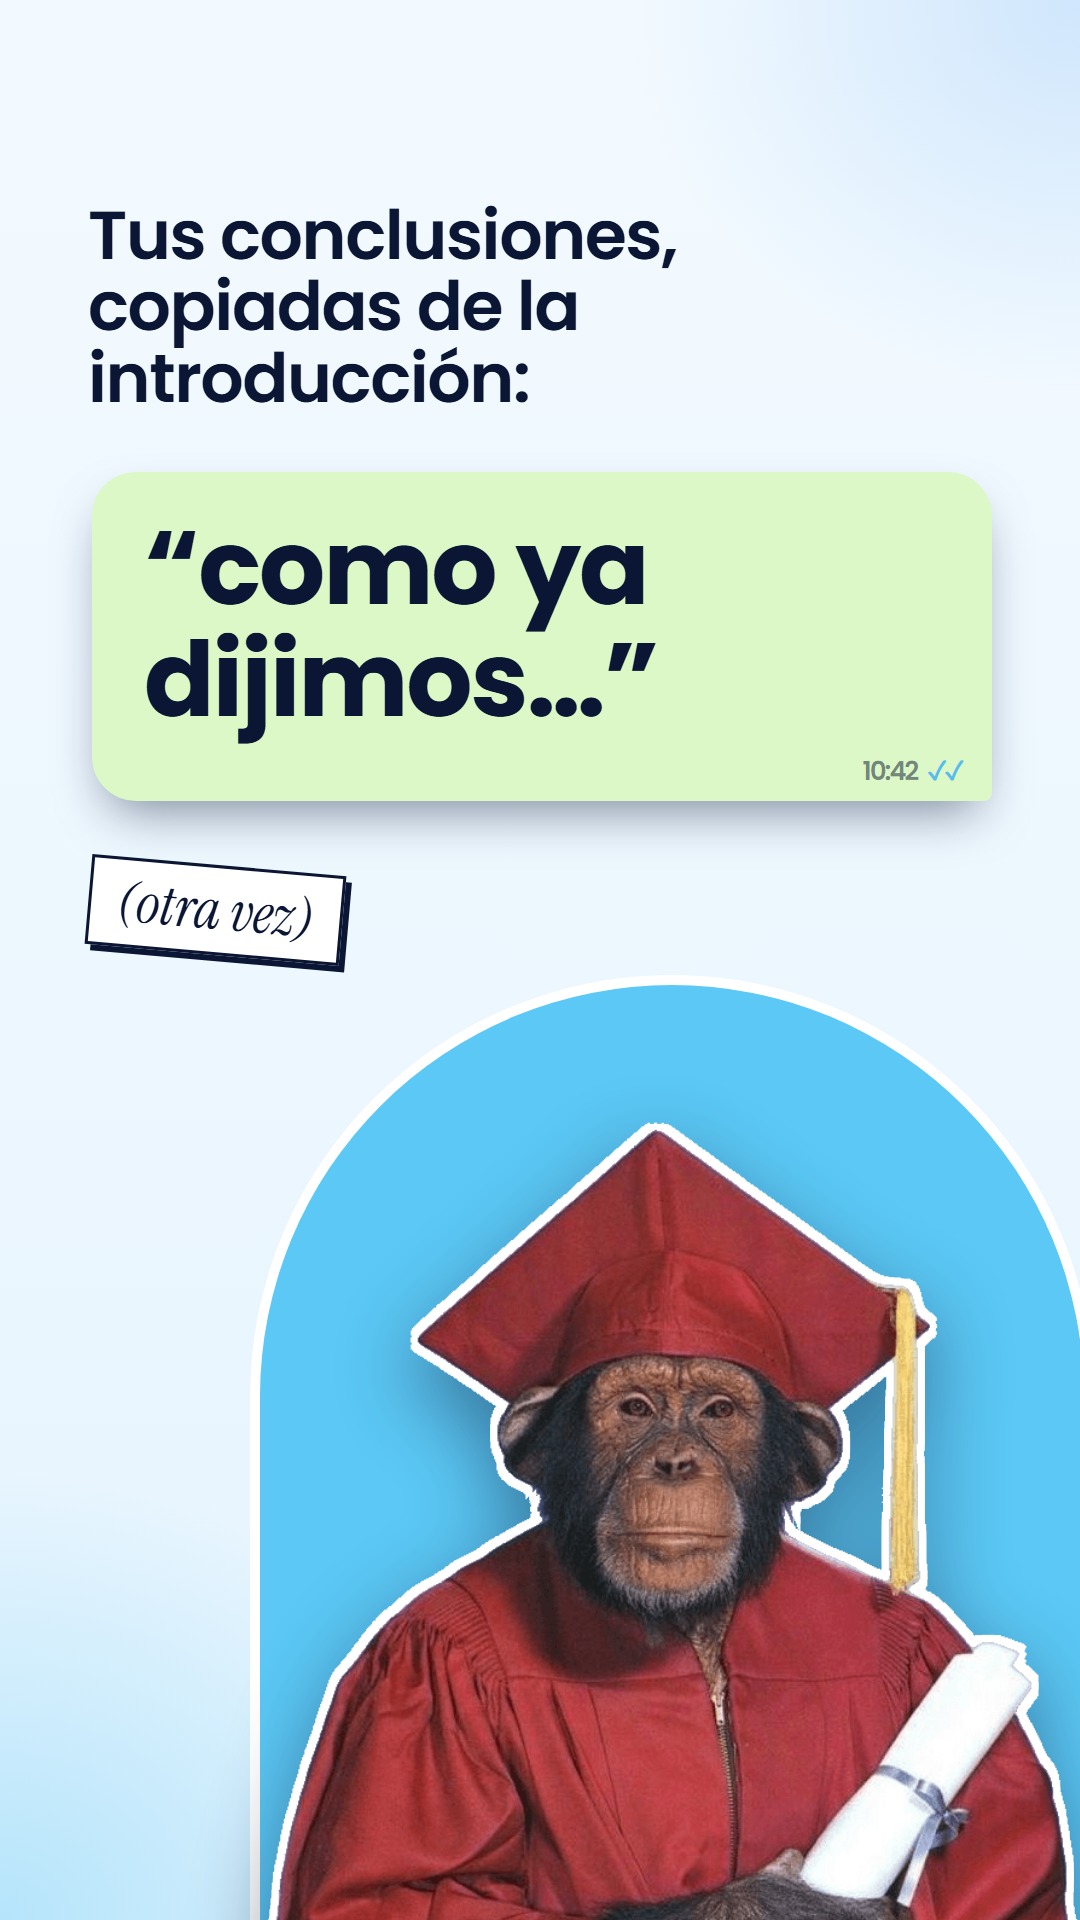 Tus conclusiones,
copiadas de la
introducción:
“como ya
dijimos...”
10:42
(otra vez)